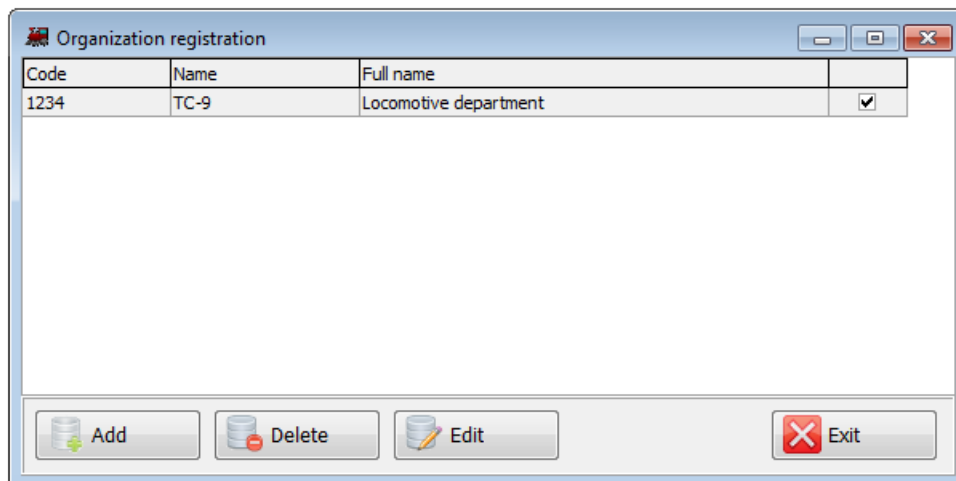 Organization registration
Code Name Full name
1234 TC-9 Locomotive department
Add Delete Edit Exit